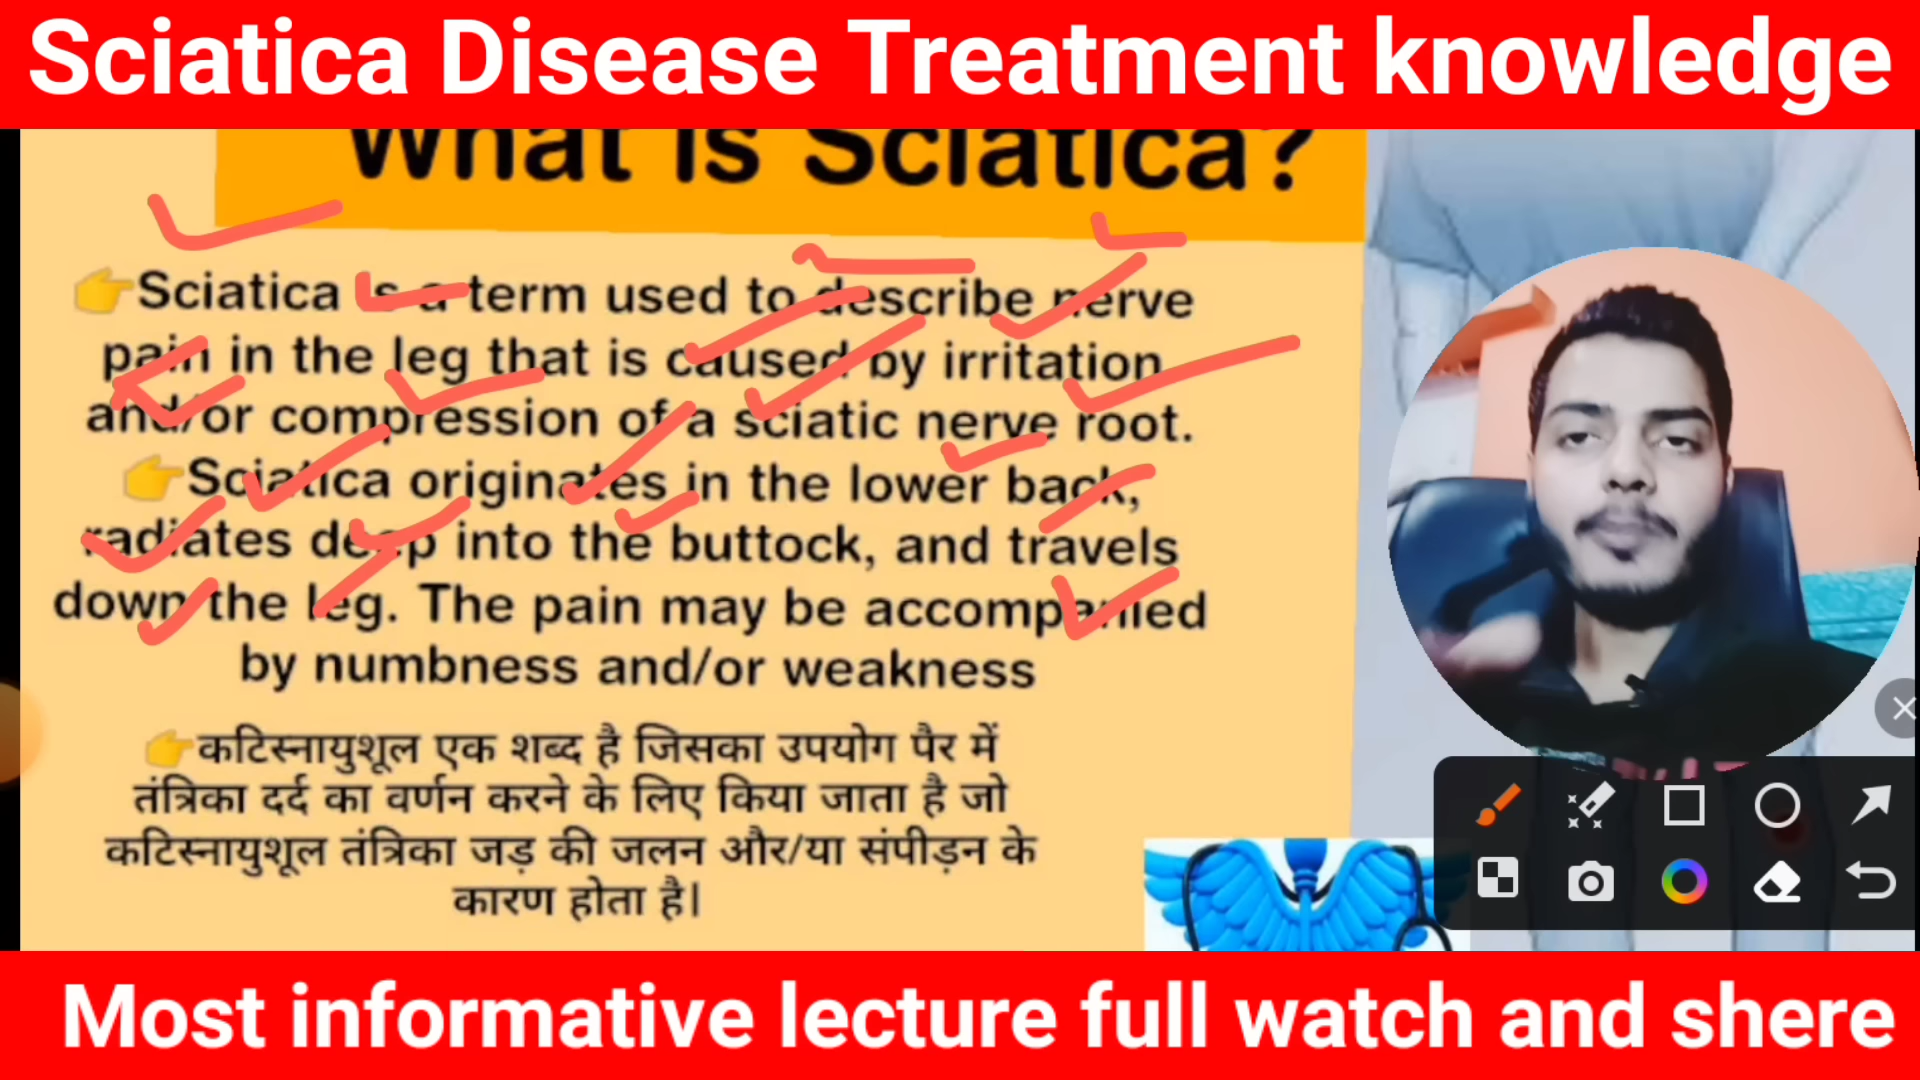 Sciatica Disease Treatment knowledge
What is Sciatica?
👉Sciatica is a term used to describe nerve
pain in the leg that is caused by irritation
and/or compression of a sciatic nerve root.
👉Sciatica originates in the lower back,
radiates deep into the buttock, and travels
down the leg. The pain may be accompanied
by numbness and/or weakness
👉कटिस्नायुशूल एक शब्द है जिसका उपयोग पैर में
तंत्रिका दर्द का वर्णन करने के लिए किया जाता है जो
कटिस्नायुशूल तंत्रिका जड़ की जलन और/या संपीड़न के
कारण होता है।
Most informative lecture full watch and shere